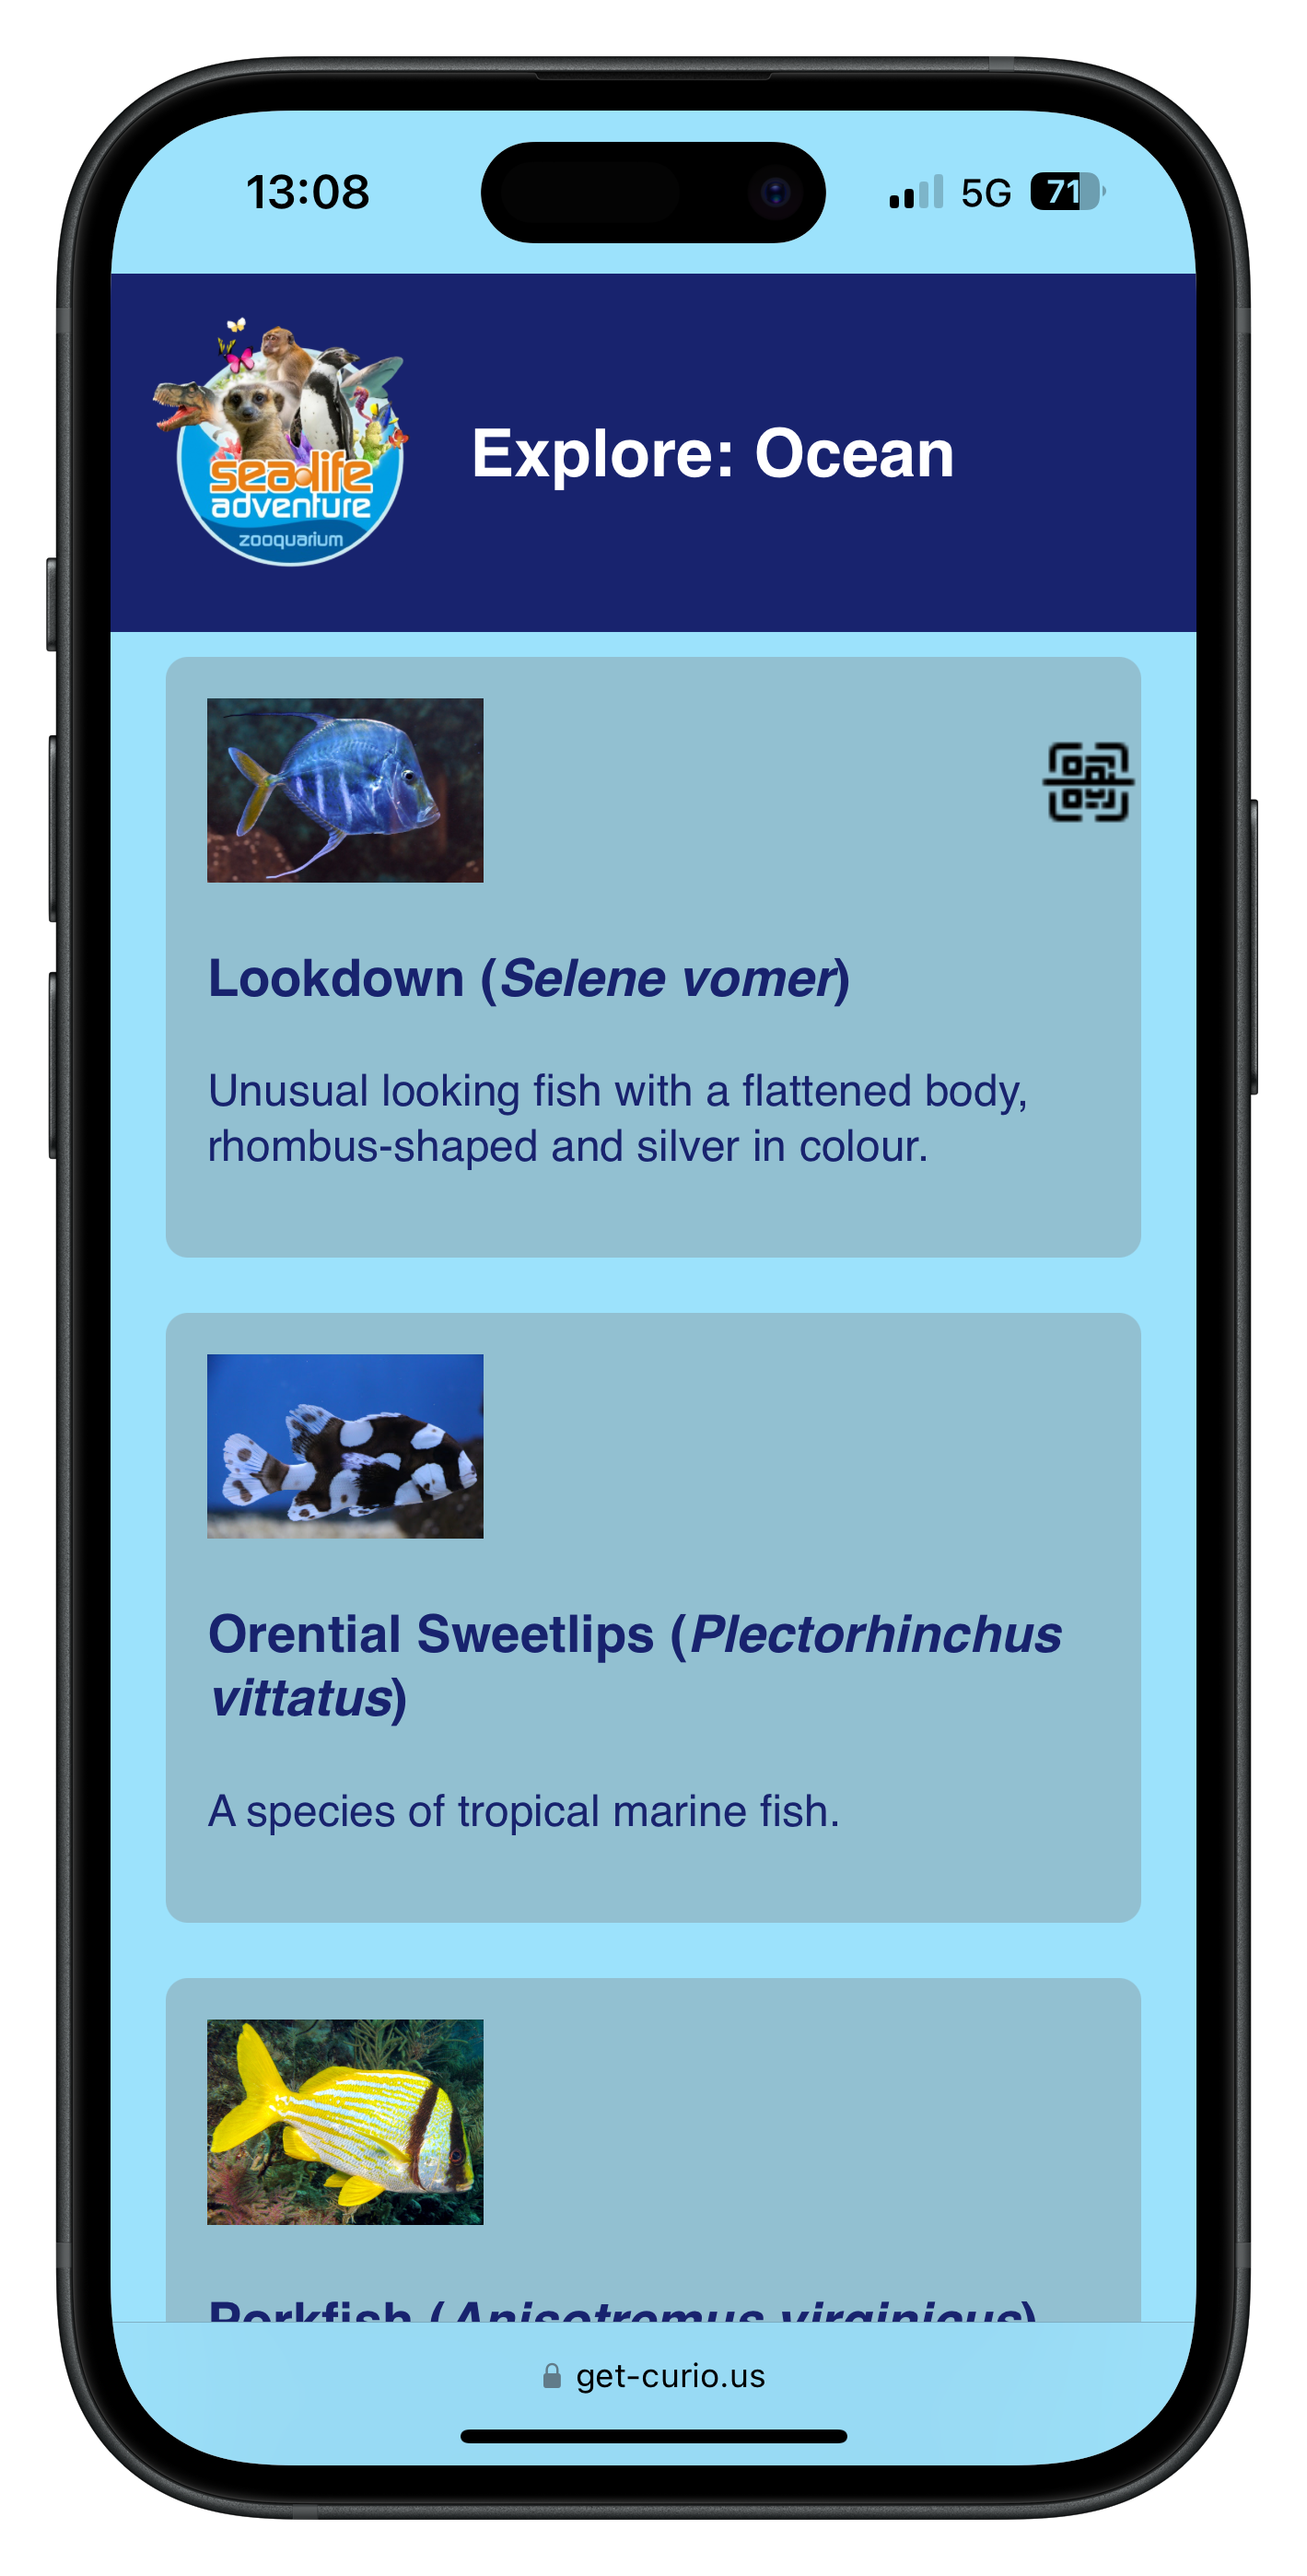 13:08
5G
71
sea life
adventure
zooquarium
Explore: Ocean
Lookdown (Selene vomer)
Unusual looking fish with a flattened body,
rhombus-shaped and silver in colour.
Orential Sweetlips (Plectorhinchus
vittatus)
A species of tropical marine fish.
Porkfish (Anisotremus virginicus)
get-curio.us